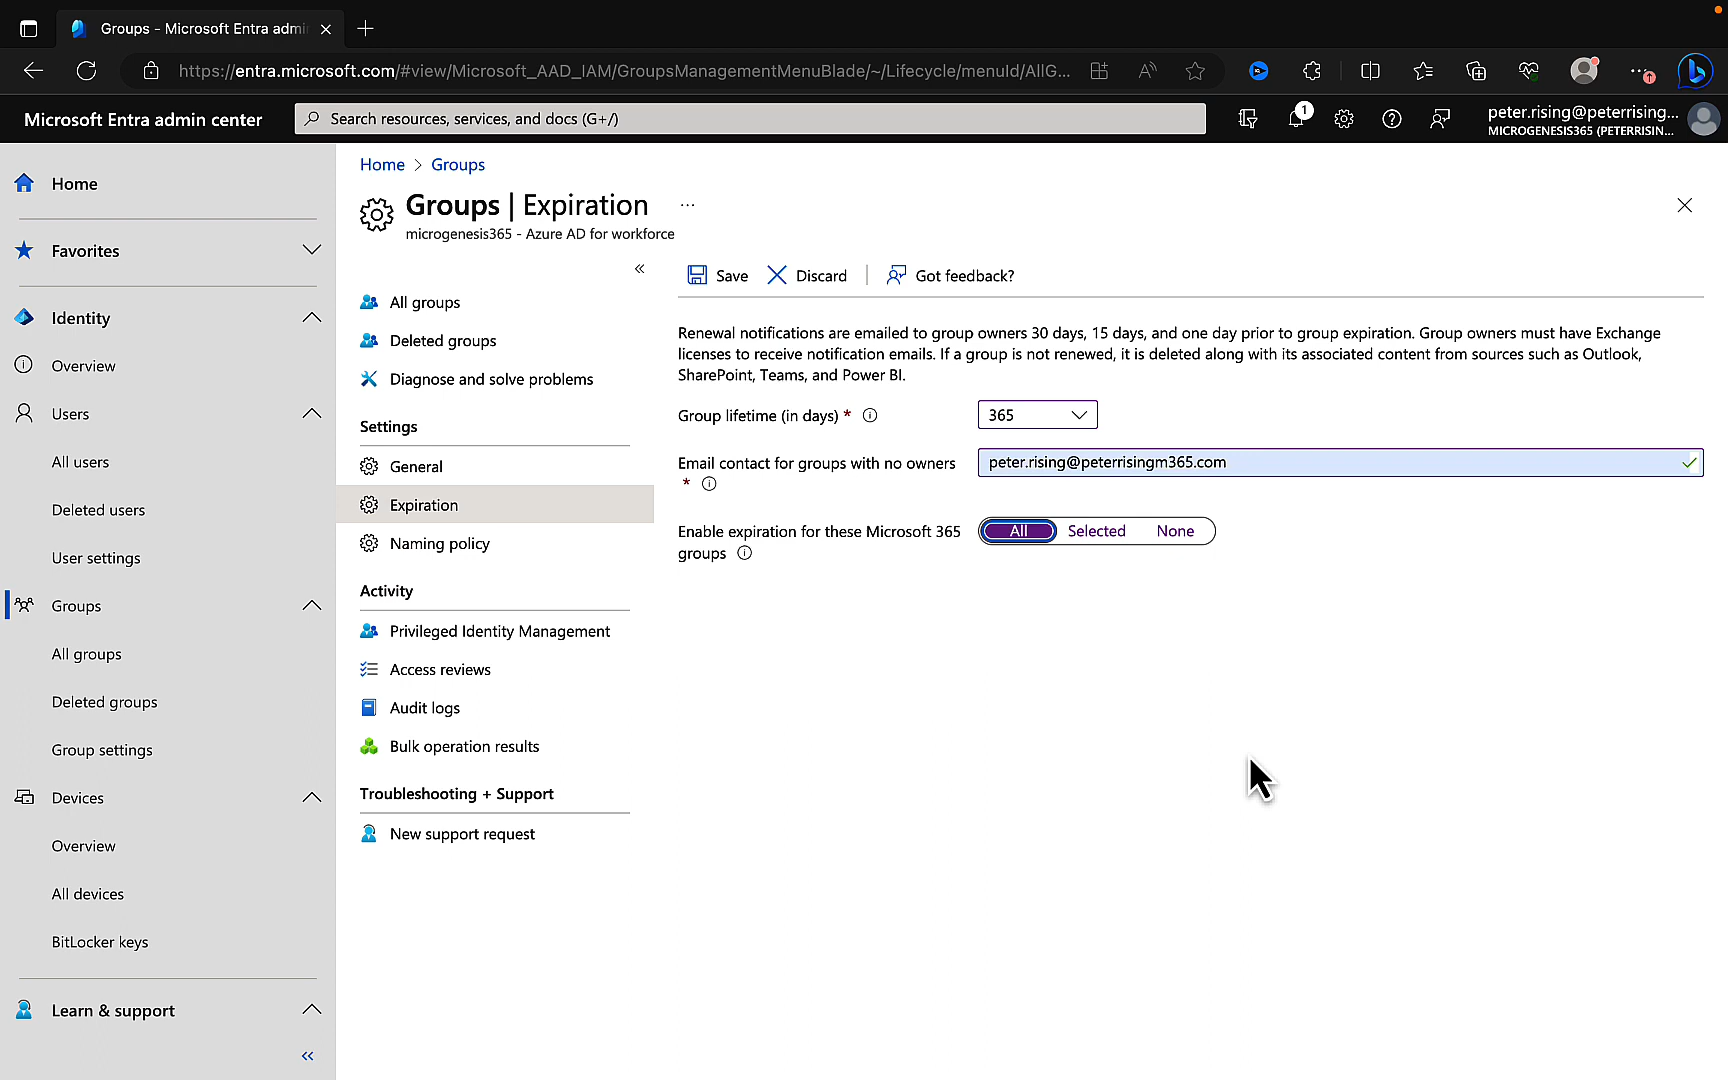 Groups - Microsoft Entra admi
https://entra.microsoft.com/#view/Microsoft_AAD_IAM/GroupsManagementMenuBlade/~/Lifecycle/menuId/AllG...
Microsoft Entra admin center
Search resources, services, and docs (G+/)
1
peter.rising@peterrising...
MICROGENESIS365 (PETERRISIN...
Home
Favorites
Identity
Overview
Users
All users
Deleted users
User settings
Groups
All groups
Deleted groups
Group settings
Devices
Overview
All devices
BitLocker keys
Learn & support
Home > Groups
Groups | Expiration ...
microgenesis365 - Azure AD for workforce
All groups
Deleted groups
Diagnose and solve problems
Settings
General
Expiration
Naming policy
Activity
Privileged Identity Management
Access reviews
Audit logs
Bulk operation results
Troubleshooting + Support
New support request
Save Discard Got feedback?
Renewal notifications are emailed to group owners 30 days, 15 days, and one day prior to group expiration. Group owners must have Exchange
licenses to receive notification emails. If a group is not renewed, it is deleted along with its associated content from sources such as Outlook,
SharePoint, Teams, and Power BI.
Group lifetime (in days) * 365
Email contact for groups with no owners peter.rising@peterrisingm365.com
*
Enable expiration for these Microsoft 365 All Selected None
groups